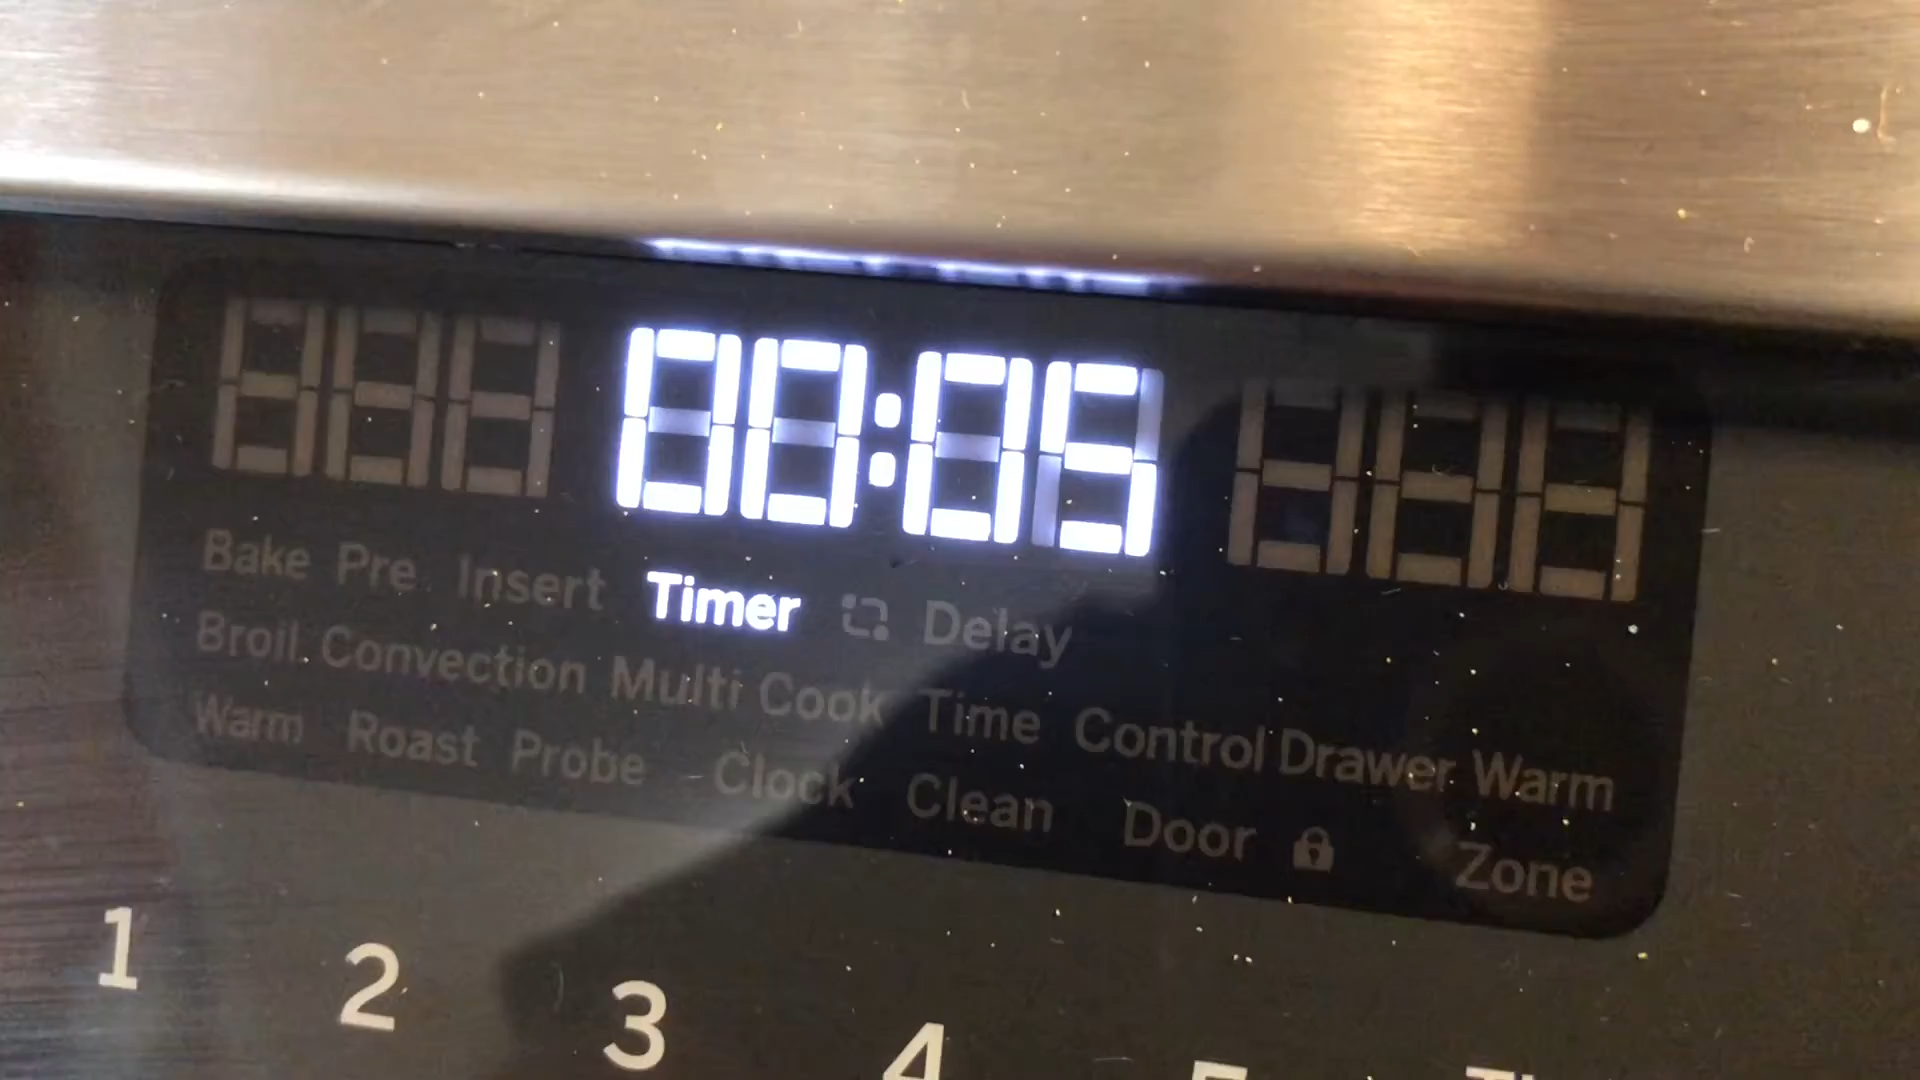 00:05
Bake Pre Insert Timer Delay
Broil Convection Multi Cook Time Control Drawer Warm
Warm Roast Probe Clock Clean Door Zone
1 2 3 4